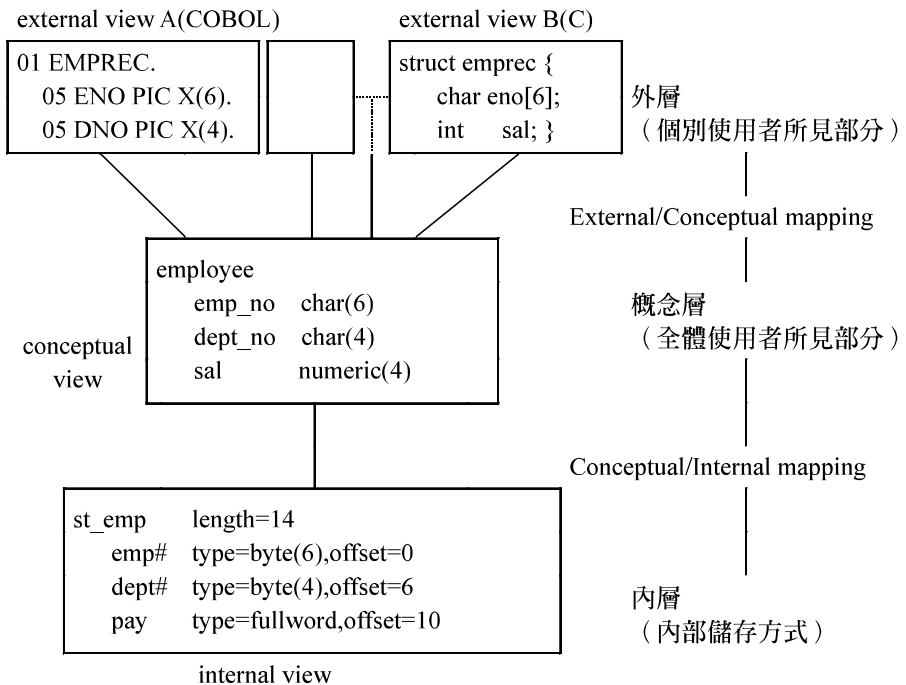 external view A(COBOL)
external view B(C)
01 EMPREC.
05 ENO PIC X(6).
05 DNO PIC X(4).
struct emprec {
char eno[6];
int sal; }
外層
（個別使用者所見部分）
External/Conceptual mapping
employee
emp_no char(6)
dept_no char(4)
sal numeric(4)
conceptual
view
概念層
（全體使用者所見部分）
Conceptual/Internal mapping
st_emp length=14
emp# type=byte(6),offset=0
dept# type=byte(4),offset=6
pay type=fullword,offset=10
internal view
內層
（內部儲存方式）